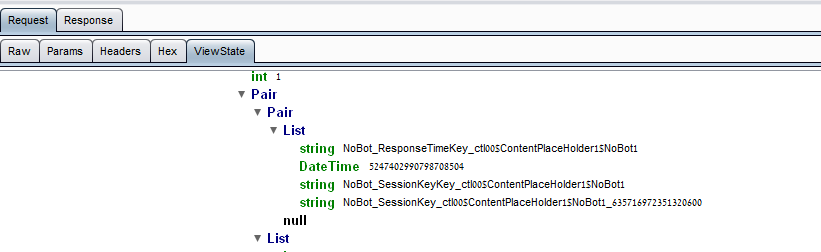 Request Response
Raw Params Headers Hex ViewState
int 1
Pair
Pair
List
string NoBot_ResponseTimeKey_ctl00$ContentPlaceHolder1$NoBot1
DateTime 5247402990798708504
string NoBot_SessionKeyKey_ctl00$ContentPlaceHolder1$NoBot1
string NoBot_SessionKey_ctl00$ContentPlaceHolder1$NoBot1_635716972351320600
null
List